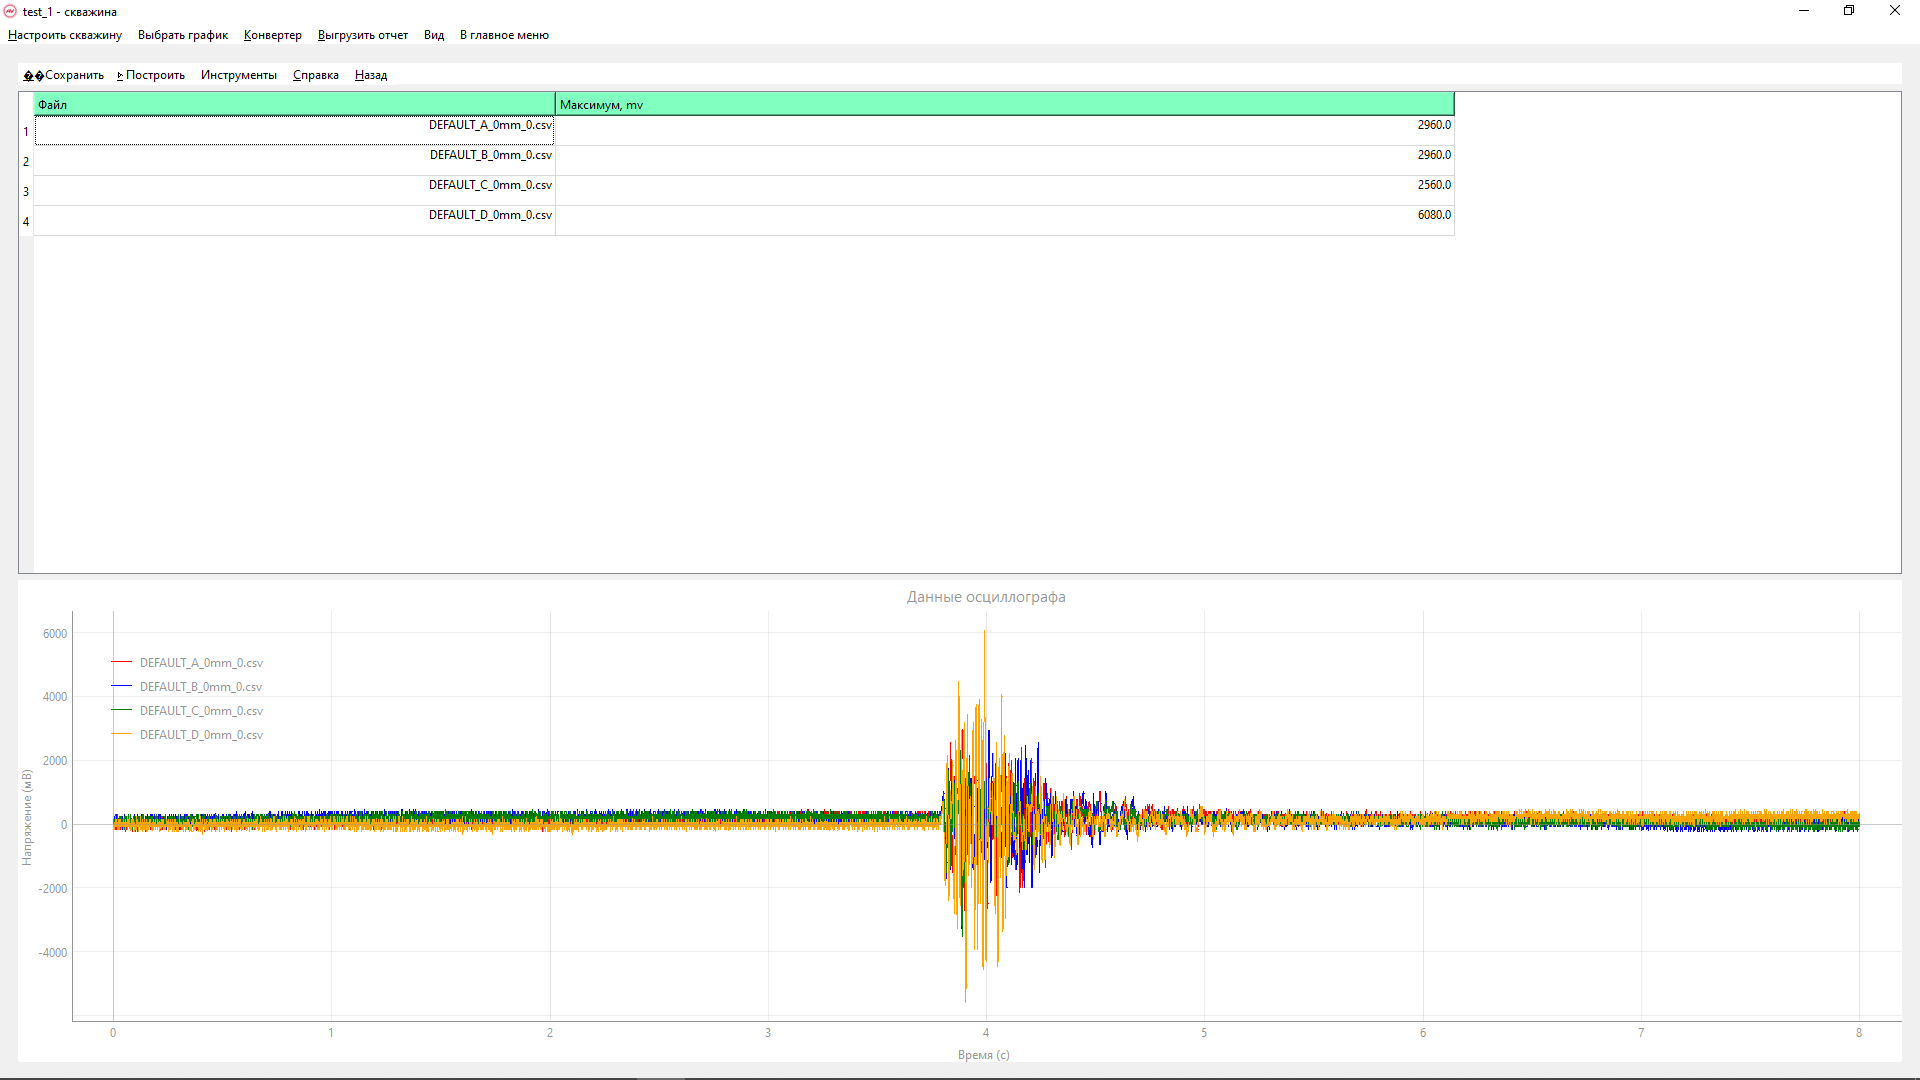 test_1 - скважина
Настроить скважину Выбрать график Конвертер Выгрузить отчет Вид В главное меню
��Сохранить Построить Инструменты Справка Назад
Файл Максимум, mv
1 DEFAULT_A_0mm_0.csv 2960.0
2 DEFAULT_B_0mm_0.csv 2960.0
3 DEFAULT_C_0mm_0.csv 2560.0
4 DEFAULT_D_0mm_0.csv 6080.0
Данные осциллографа
6000
4000
2000
0
-2000
-4000
Напряжение (мВ)
DEFAULT_A_0mm_0.csv
DEFAULT_B_0mm_0.csv
DEFAULT_C_0mm_0.csv
DEFAULT_D_0mm_0.csv
0 1 2 3 4 5 6 7 8
Время (с)